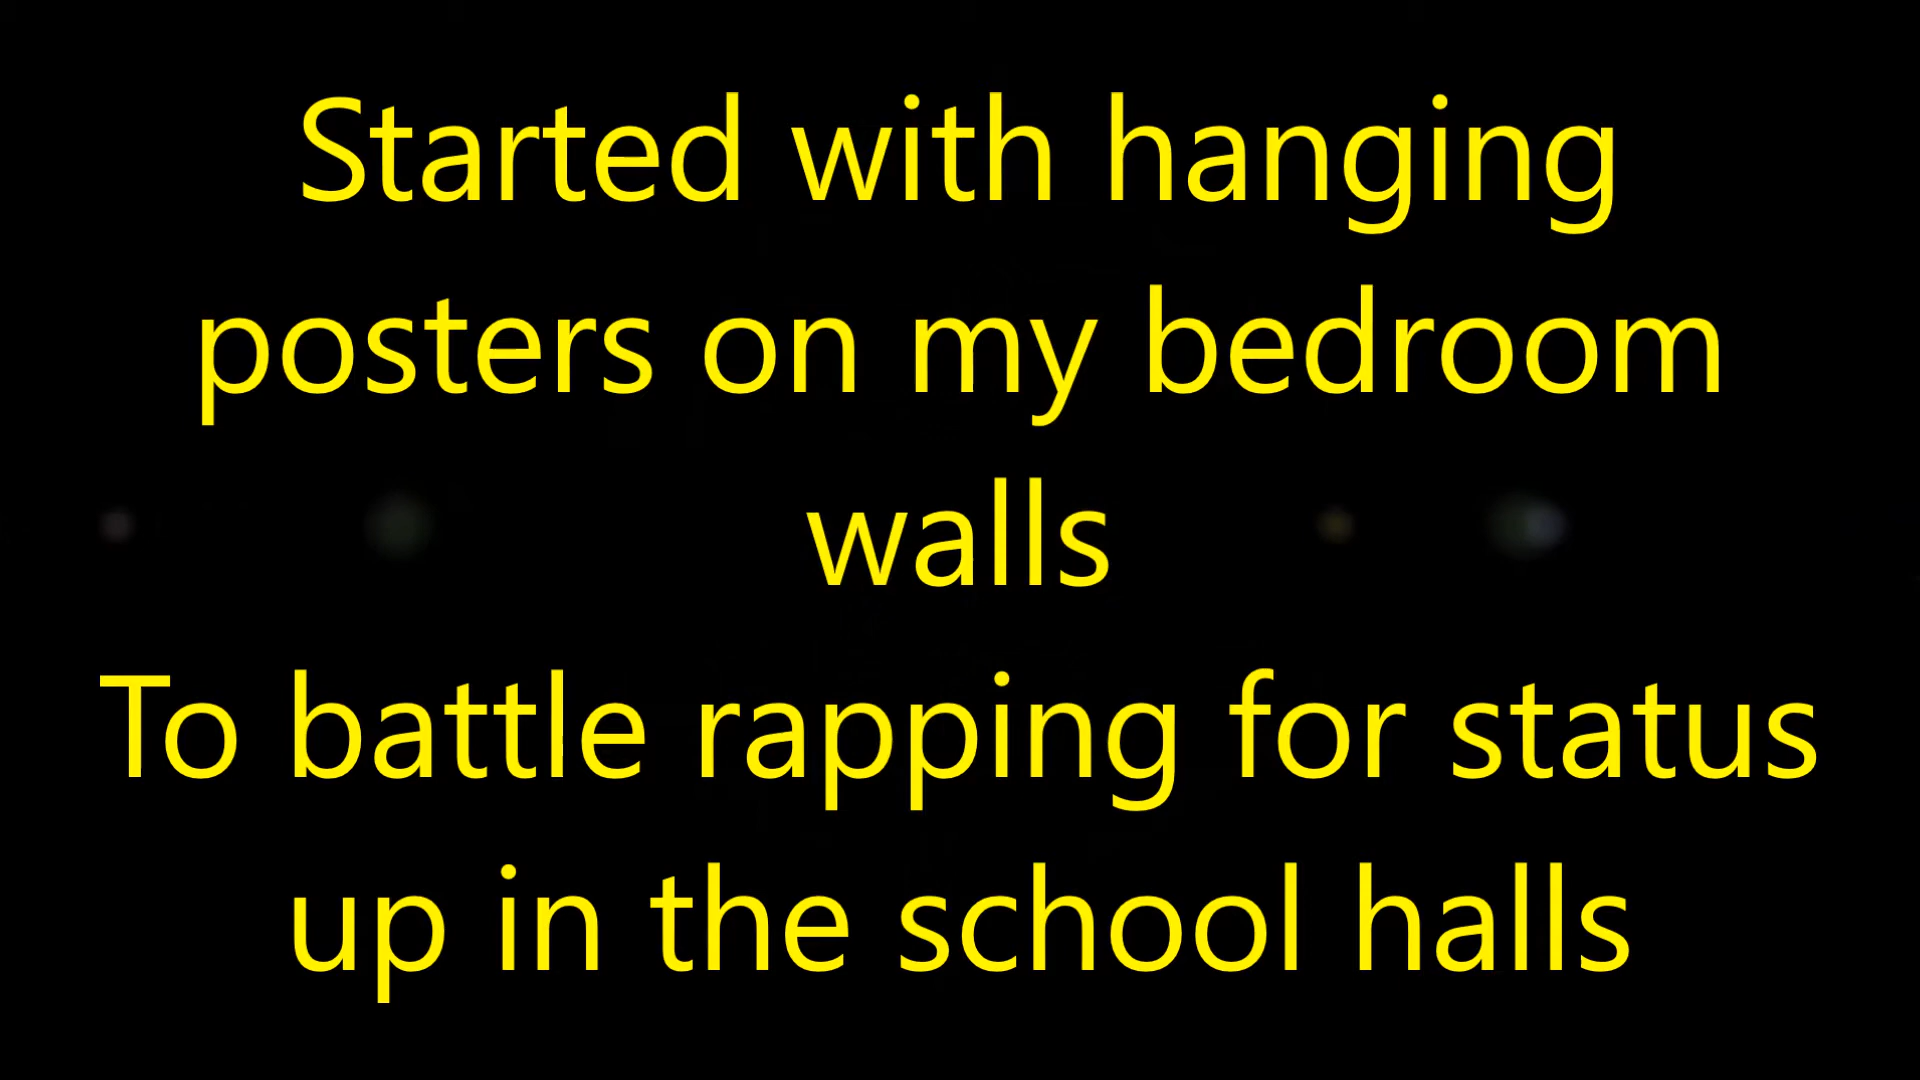 Started with hanging
posters on my bedroom
walls
To battle rapping for status
up in the school halls